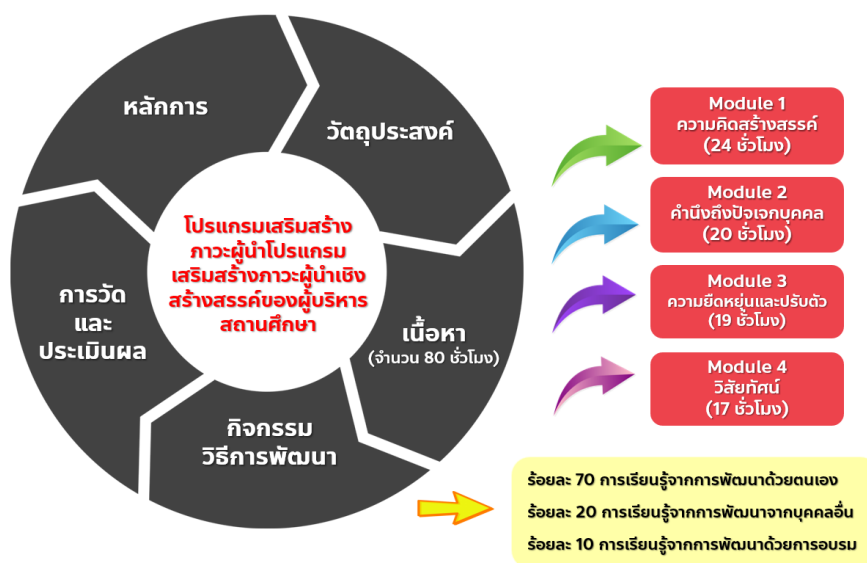 หลักการ
วัตถุประสงค์
โปรแกรมเสริมสร้าง
ภาวะผู้นำโปรแกรม
เสริมสร้างภาวะผู้นำเชิง
สร้างสรรค์ของผู้บริหาร
สถานศึกษา
การวัด
และ
ประเมินผล
เนื้อหา
(จำนวน 80 ชั่วโมง)
กิจกรรม
วิธีการพัฒนา
Module 1
ความคิดสร้างสรรค์
(24 ชั่วโมง)
Module 2
คำนึงถึงปัจเจกบุคคล
(20 ชั่วโมง)
Module 3
ความยืดหยุ่นและปรับตัว
(19 ชั่วโมง)
Module 4
วิสัยทัศน์
(17 ชั่วโมง)
ร้อยละ 70 การเรียนรู้จากการพัฒนาด้วยตนเอง
ร้อยละ 20 การเรียนรู้จากการพัฒนาจากบุคคลอื่น
ร้อยละ 10 การเรียนรู้จากการพัฒนาด้วยการอบรม